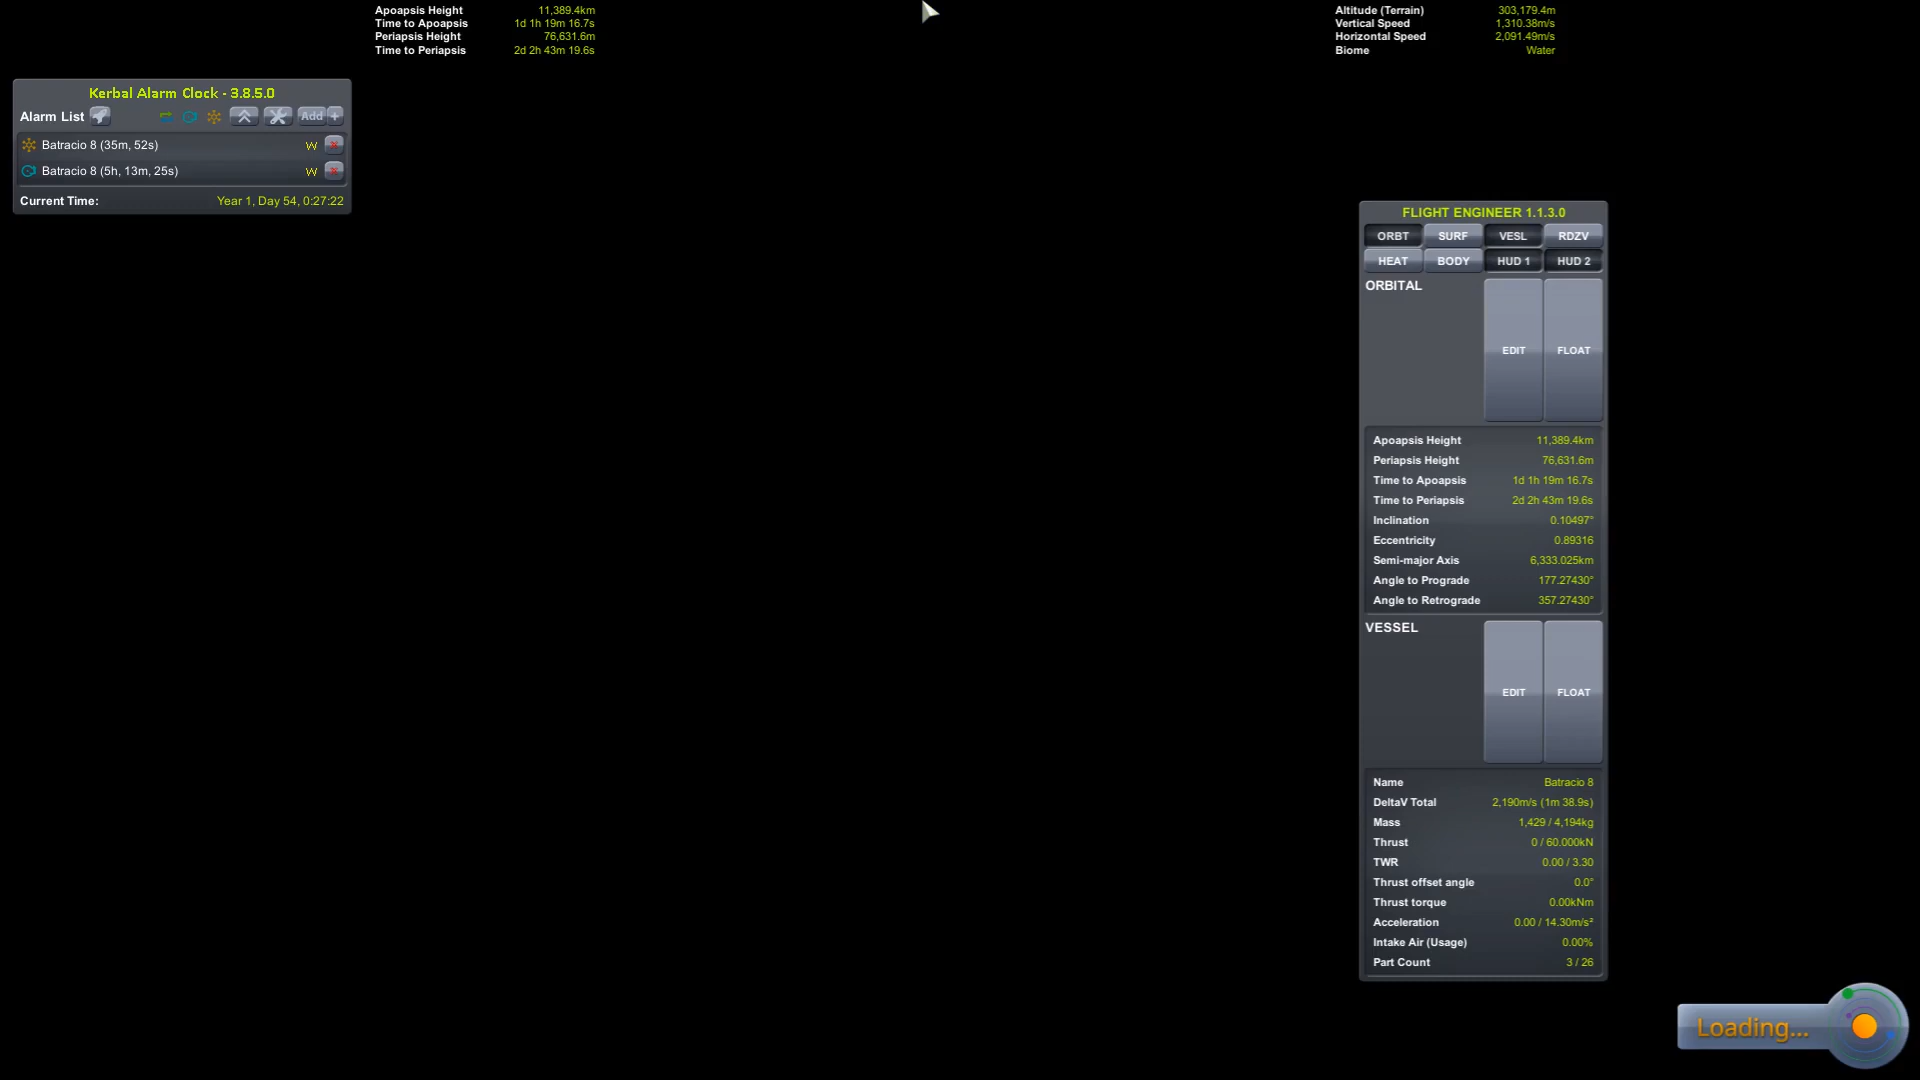 Apoapsis Height 11,389.4km
Time to Apoapsis 1d 1h 19m 16.7s
Periapsis Height 76,631.6m
Time to Periapsis 2d 2h 43m 19.6s
Altitude (Terrain) 303,179.4m
Vertical Speed 1,310.38m/s
Horizontal Speed 2,091.49m/s
Biome Water
Kerbal Alarm Clock - 3.8.5.0
Alarm List Add +
Batracio 8 (35m, 52s) W
Batracio 8 (5h, 13m, 25s) W
Current Time: Year 1, Day 54, 0:27:22
FLIGHT ENGINEER 1.1.3.0
ORBT SURF VESL RDZV
HEAT BODY HUD 1 HUD 2
ORBITAL
EDIT FLOAT
Apoapsis Height 11,389.4km
Periapsis Height 76,631.6m
Time to Apoapsis 1d 1h 19m 16.7s
Time to Periapsis 2d 2h 43m 19.6s
Inclination 0.10497°
Eccentricity 0.89316
Semi-major Axis 6,333.025km
Angle to Prograde 177.27430°
Angle to Retrograde 357.27430°
VESSEL
EDIT FLOAT
Name Batracio 8
DeltaV Total 2,190m/s (1m 38.9s)
Mass 1,429 / 4,194kg
Thrust 0 / 60.000kN
TWR 0.00 / 3.30
Thrust offset angle 0.0°
Thrust torque 0.00kNm
Acceleration 0.00 / 14.30m/s²
Intake Air (Usage) 0.00%
Part Count 3 / 26
Loading...